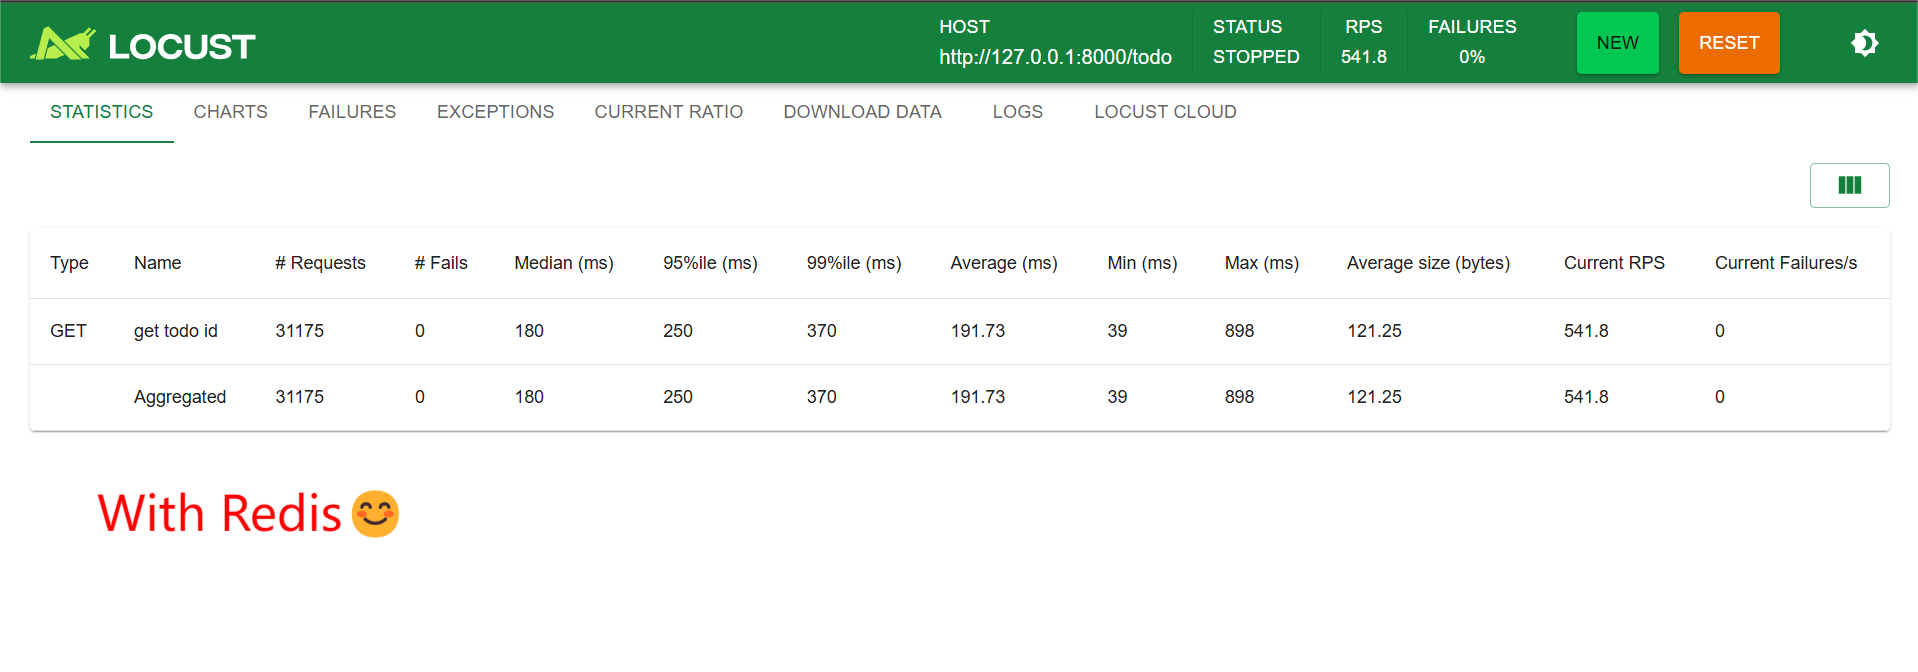 LOCUST
HOST
http://127.0.0.1:8000/todo
STATUS
STOPPED
RPS
541.8
FAILURES
0%
NEW
RESET
STATISTICS CHARTS FAILURES EXCEPTIONS CURRENT RATIO DOWNLOAD DATA LOGS LOCUST CLOUD
Type Name # Requests # Fails Median (ms) 95%ile (ms) 99%ile (ms) Average (ms) Min (ms) Max (ms) Average size (bytes) Current RPS Current Failures/s
GET get todo id 31175 0 180 250 370 191.73 39 898 121.25 541.8 0
Aggregated 31175 0 180 250 370 191.73 39 898 121.25 541.8 0
With Redis😊